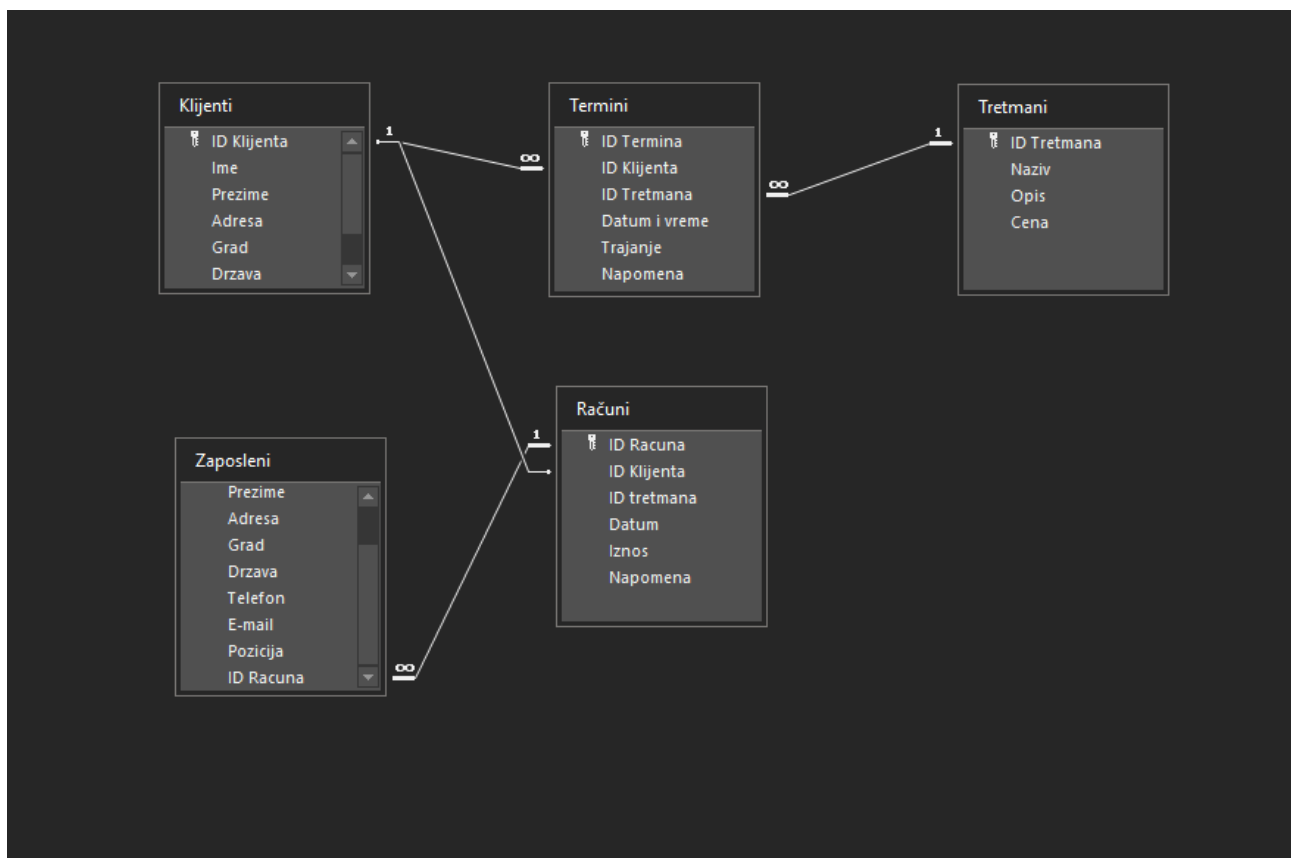 Klijenti
ID Klijenta
Ime
Prezime
Adresa
Grad
Drzava
1
∞
Termini
ID Termina
ID Klijenta
ID Tretmana
Datum i vreme
Trajanje
Napomena
∞
1
Tretmani
ID Tretmana
Naziv
Opis
Cena
Zaposleni
Prezime
Adresa
Grad
Drzava
Telefon
E-mail
Pozicija
ID Racuna
∞
1
Računi
ID Racuna
ID Klijenta
ID tretmana
Datum
Iznos
Napomena